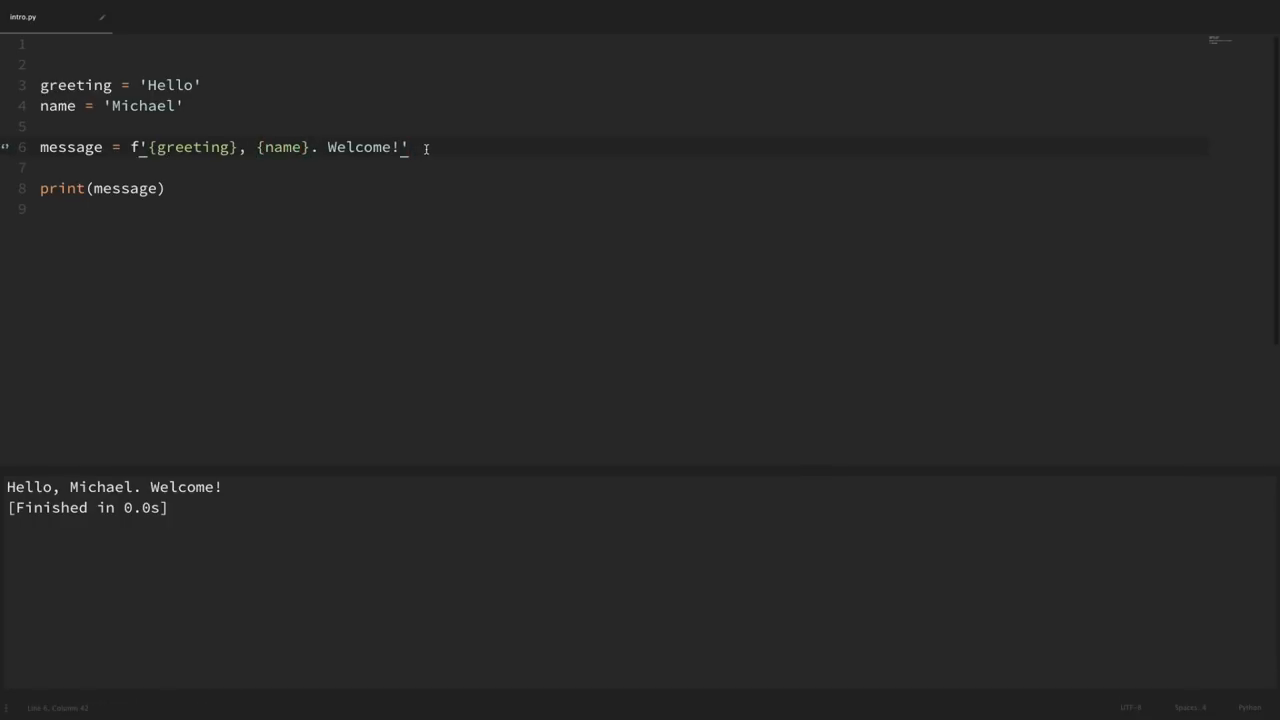 intro.py
1
2
3 greeting = 'Hello'
4 name = 'Michael'
5
6 message = f'{greeting}, {name}. Welcome!'
7
8 print(message)
9
Hello, Michael. Welcome!
[Finished in 0.0s]
Line 6, Column 42 UTF-8 Spaces: 4 Python